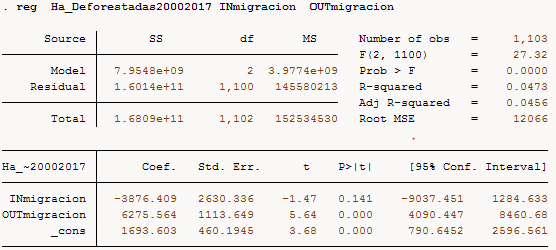 . reg Ha_Deforestadas20002017 INmigracion OUTmigracion
Source SS df MS Number of obs = 1,103
F(2, 1100) = 27.32
Model 7.9548e+09 2 3.9774e+09 Prob > F = 0.0000
Residual 1.6014e+11 1,100 145580213 R-squared = 0.0473
Adj R-squared = 0.0456
Total 1.6809e+11 1,102 152534530 Root MSE = 12066
Ha_~20002017 Coef. Std. Err. t P>|t| [95% Conf. Interval]
INmigracion -3876.409 2630.336 -1.47 0.141 -9037.451 1284.633
OUTmigracion 6275.564 1113.649 5.64 0.000 4090.447 8460.68
_cons 1693.603 460.1945 3.68 0.000 790.6452 2596.561